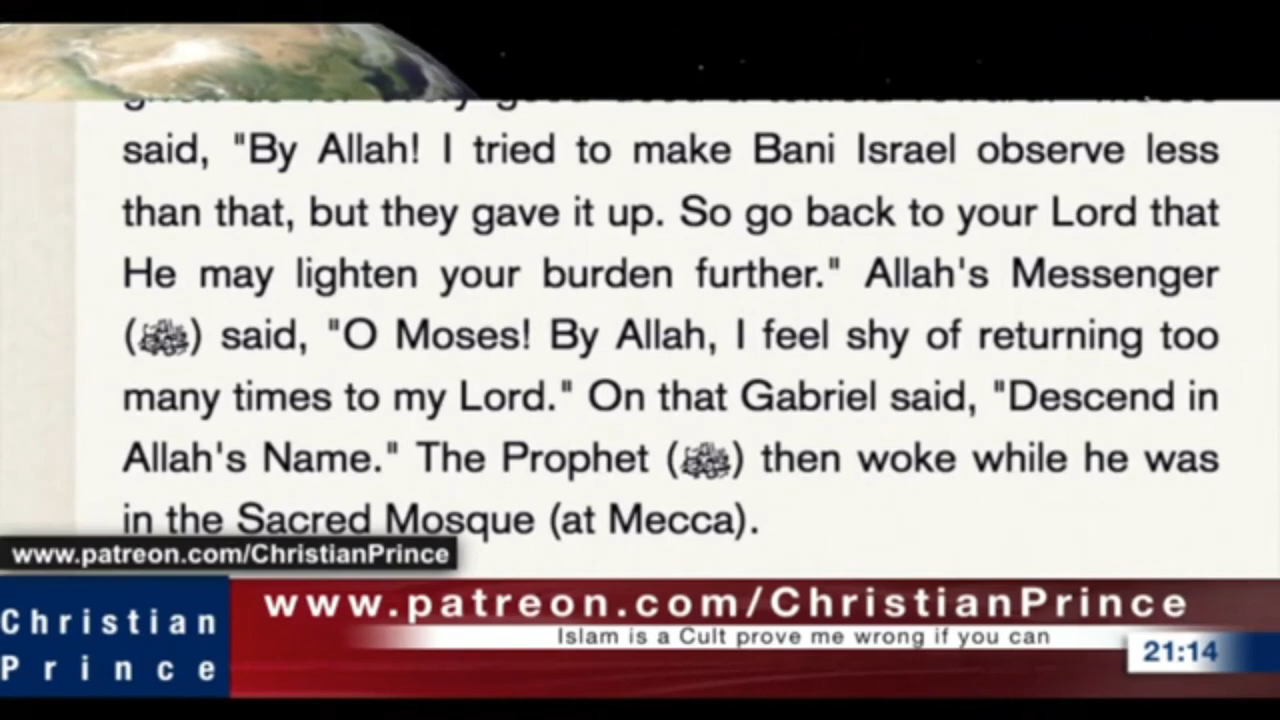 said, "By Allah! I tried to make Bani Israel observe less
than that, but they gave it up. So go back to your Lord that
He may lighten your burden further." Allah's Messenger
(ﷺ) said, "O Moses! By Allah, I feel shy of returning too
many times to my Lord." On that Gabriel said, "Descend in
Allah's Name." The Prophet (ﷺ) then woke while he was
in the Sacred Mosque (at Mecca).
www.patreon.com/ChristianPrince
www.patreon.com/ChristianPrince
Islam is a Cult prove me wrong if you can
Christian
Prince
21:14